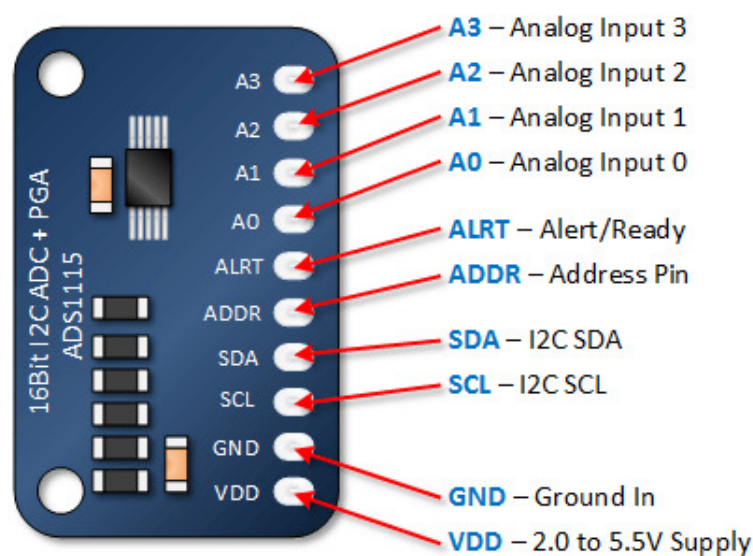 A3 – Analog Input 3
A2 – Analog Input 2
A1 – Analog Input 1
A0 – Analog Input 0
ALRT – Alert/Ready
ADDR – Address Pin
SDA – I2C SDA
SCL – I2C SCL
GND – Ground In
VDD – 2.0 to 5.5V Supply
A3
A2
A1
A0
ALRT
ADDR
SDA
SCL
GND
VDD
16Bit I2C ADC + PGA
ADS1115